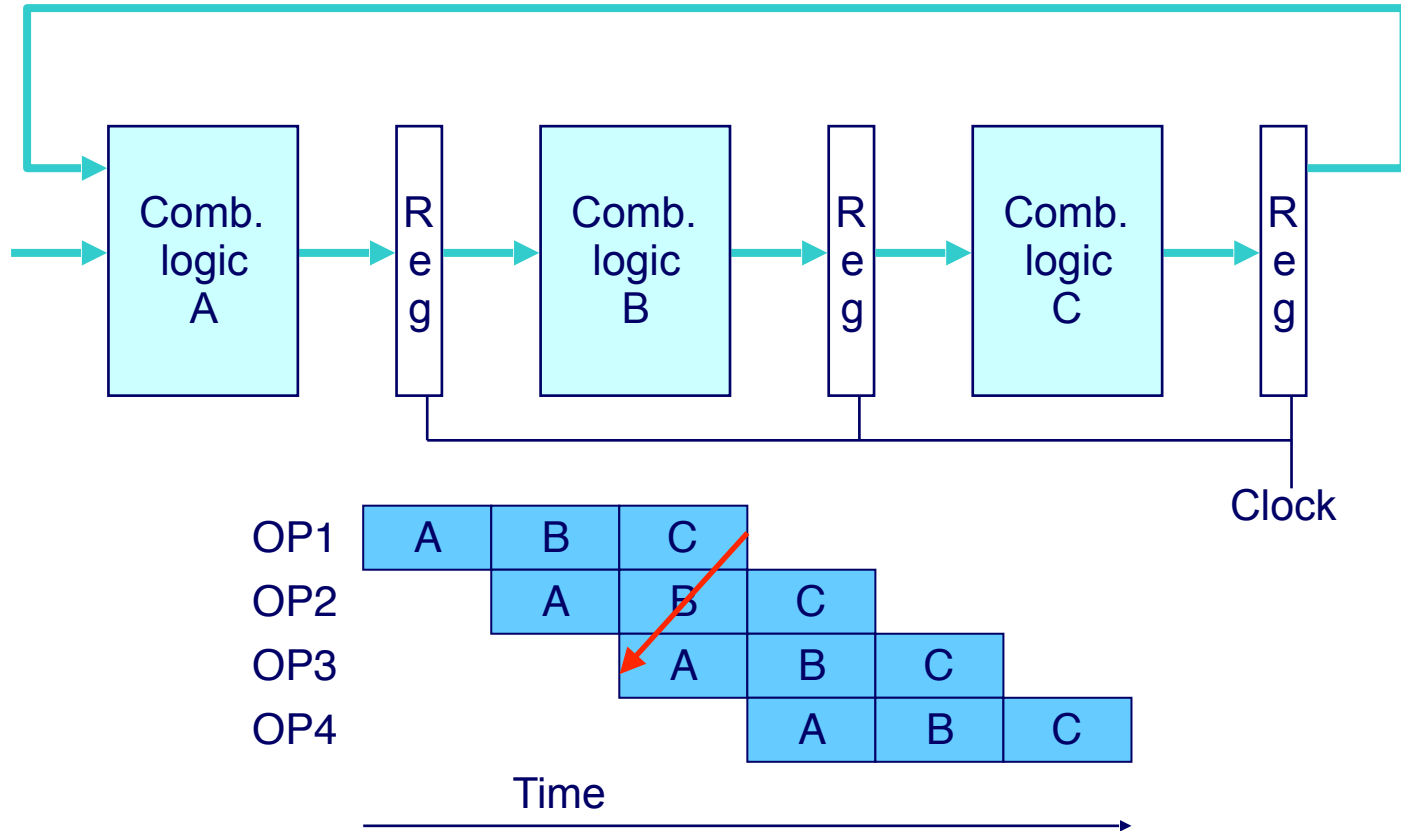 Comb.
logic
A
R
e
g
Comb.
logic
B
R
e
g
Comb.
logic
C
R
e
g
Clock
OP1 A B C
OP2 A B C
OP3 A B C
OP4 A B C
Time